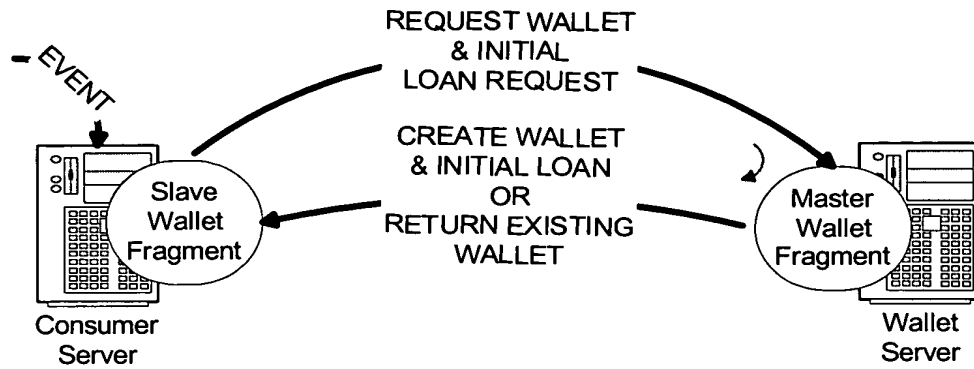 REQUEST WALLET
& INITIAL
LOAN REQUEST
EVENT
CREATE WALLET
& INITIAL LOAN
OR
RETURN EXISTING
WALLET
Slave
Wallet
Fragment
Master
Wallet
Fragment
Consumer
Server
Wallet
Server